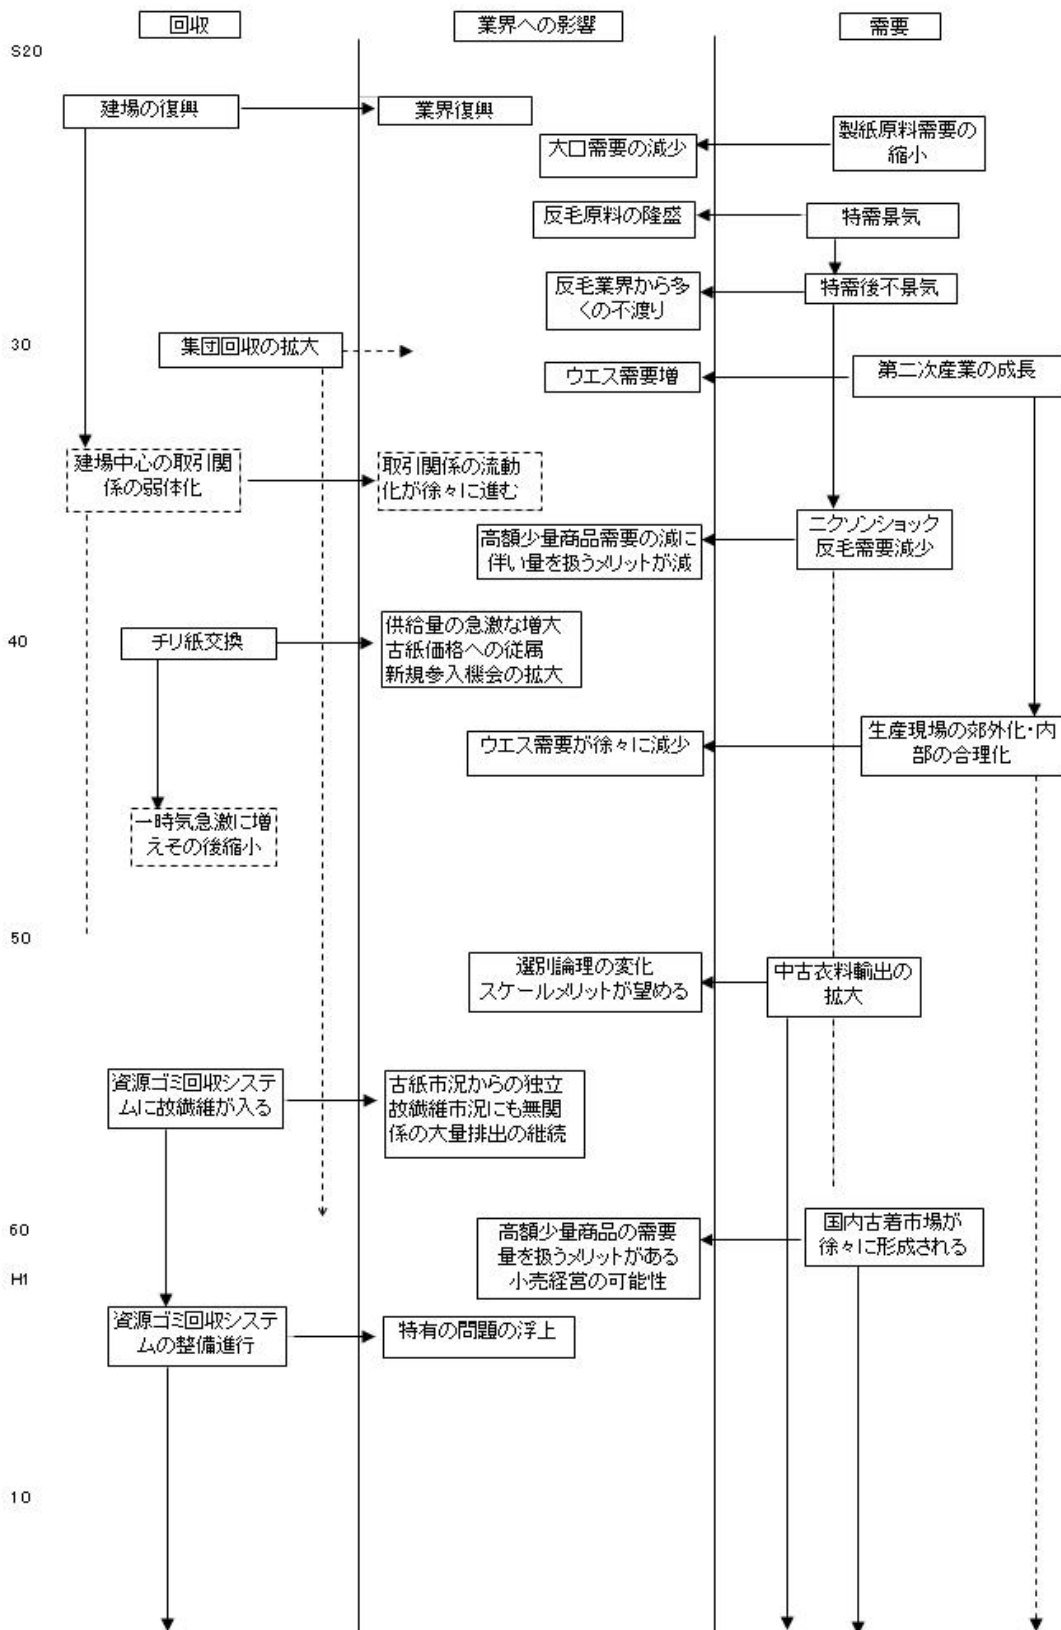 回収
業界への影響
需要
S20
建場の復興
業界復興
製紙原料需要の
縮小
大口需要の減少
反毛原料の隆盛
特需景気
反毛業界から多
くの不渡り
特需後不景気
30
集団回収の拡大
ウエス需要増
第二次産業の成長
建場中心の取引関
係の弱体化
取引関係の流動
化が徐々に進む
高額少量商品需要の減に
伴い量を扱うメリットが減
ニクソンショック
反毛需要減少
40
チリ紙交換
供給量の急激な増大
古紙価格への従属
新規参入機会の拡大
ウエス需要が徐々に減少
生産現場の郊外化・内
部の合理化
一時気急激に増
えその後縮小
50
選別論理の変化
スケールメリットが望める
中古衣料輸出の
拡大
資源ゴミ回収システ
ムに故繊維が入る
古紙市況からの独立
故繊維市況にも無関
係の大量排出の継続
60
高額少量商品の需要
量を扱うメリットがある
小売経営の可能性
国内古着市場が
徐々に形成される
H1
資源ゴミ回収システ
ムの整備進行
特有の問題の浮上
10